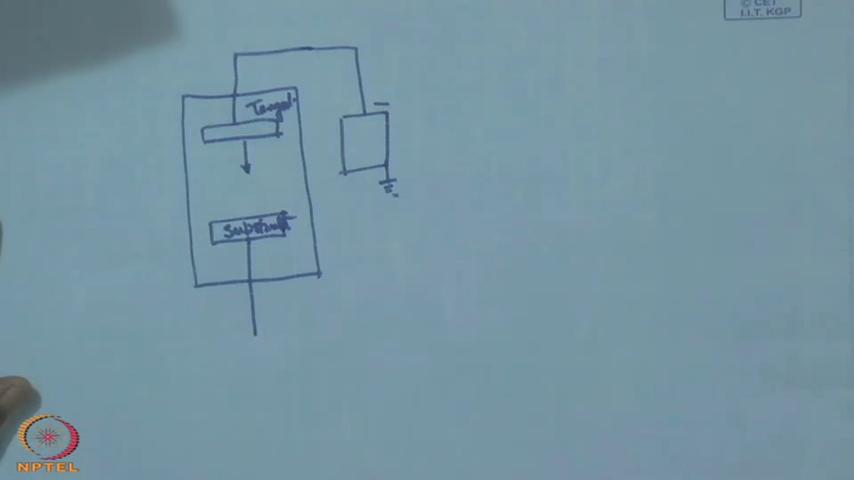 © CET
I.I.T. KGP
Target
-
Substrate
NPTEL